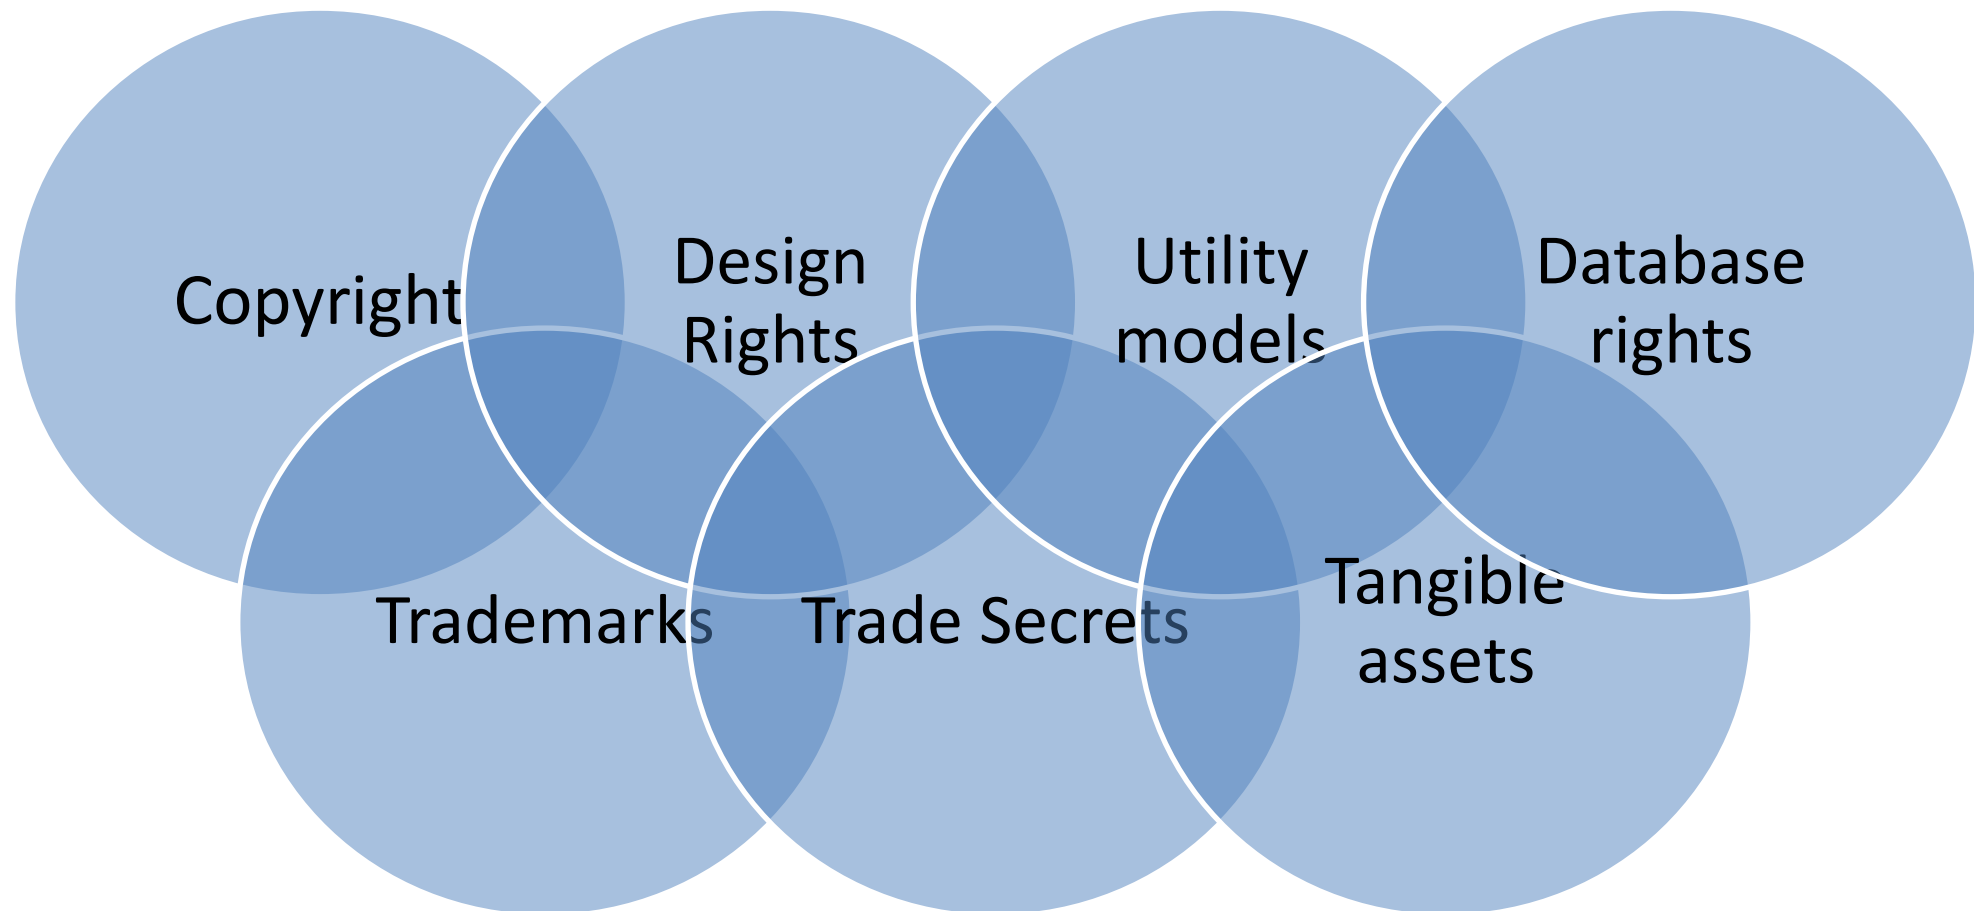 Copyright
Design
Rights
Utility
models
Database
rights
Trademarks
Trade Secrets
Tangible
assets